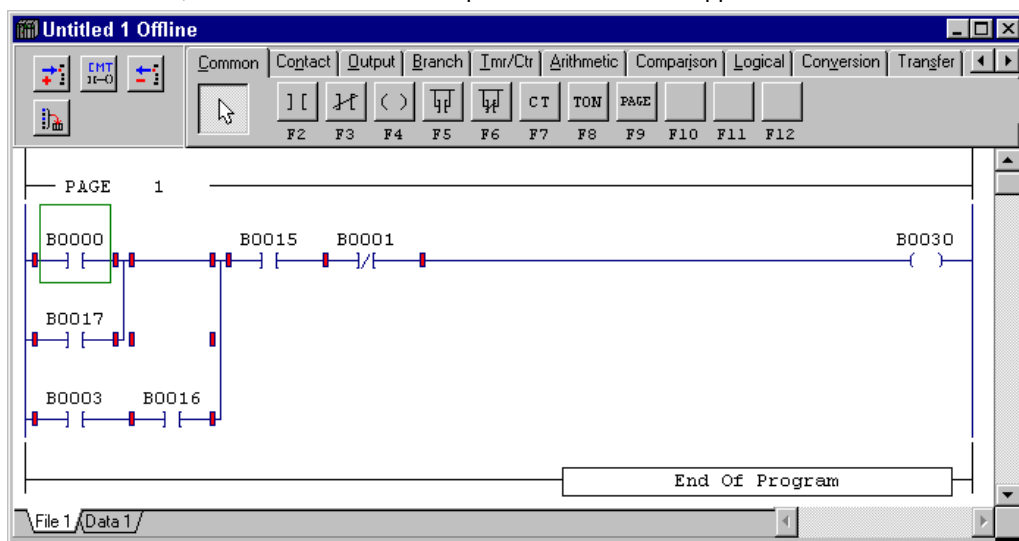 Untitled 1 Offline
CMT
Common Contact Output Branch Tmr/Ctr Arithmetic Comparison Logical Conversion Transfer
CT TON PAGE
F2 F3 F4 F5 F6 F7 F8 F9 F10 F11 F12
PAGE 1
B0000 B0015 B0001 B0030
B0017
B0003 B0016
End Of Program
File 1 Data 1